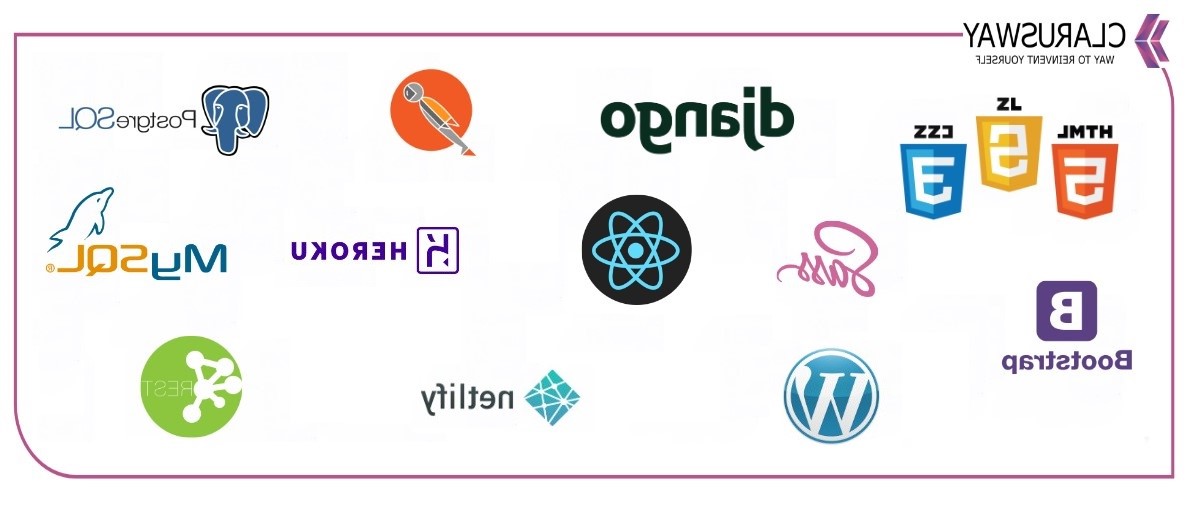 CLARUSWAY
WAY TO REINVENT YOURSELF
HTML
5
JS
5
CSS
3
django
PostgreSQL
Sass
HEROKU
MySQL®
B
Bootstrap
W
netlify
REST